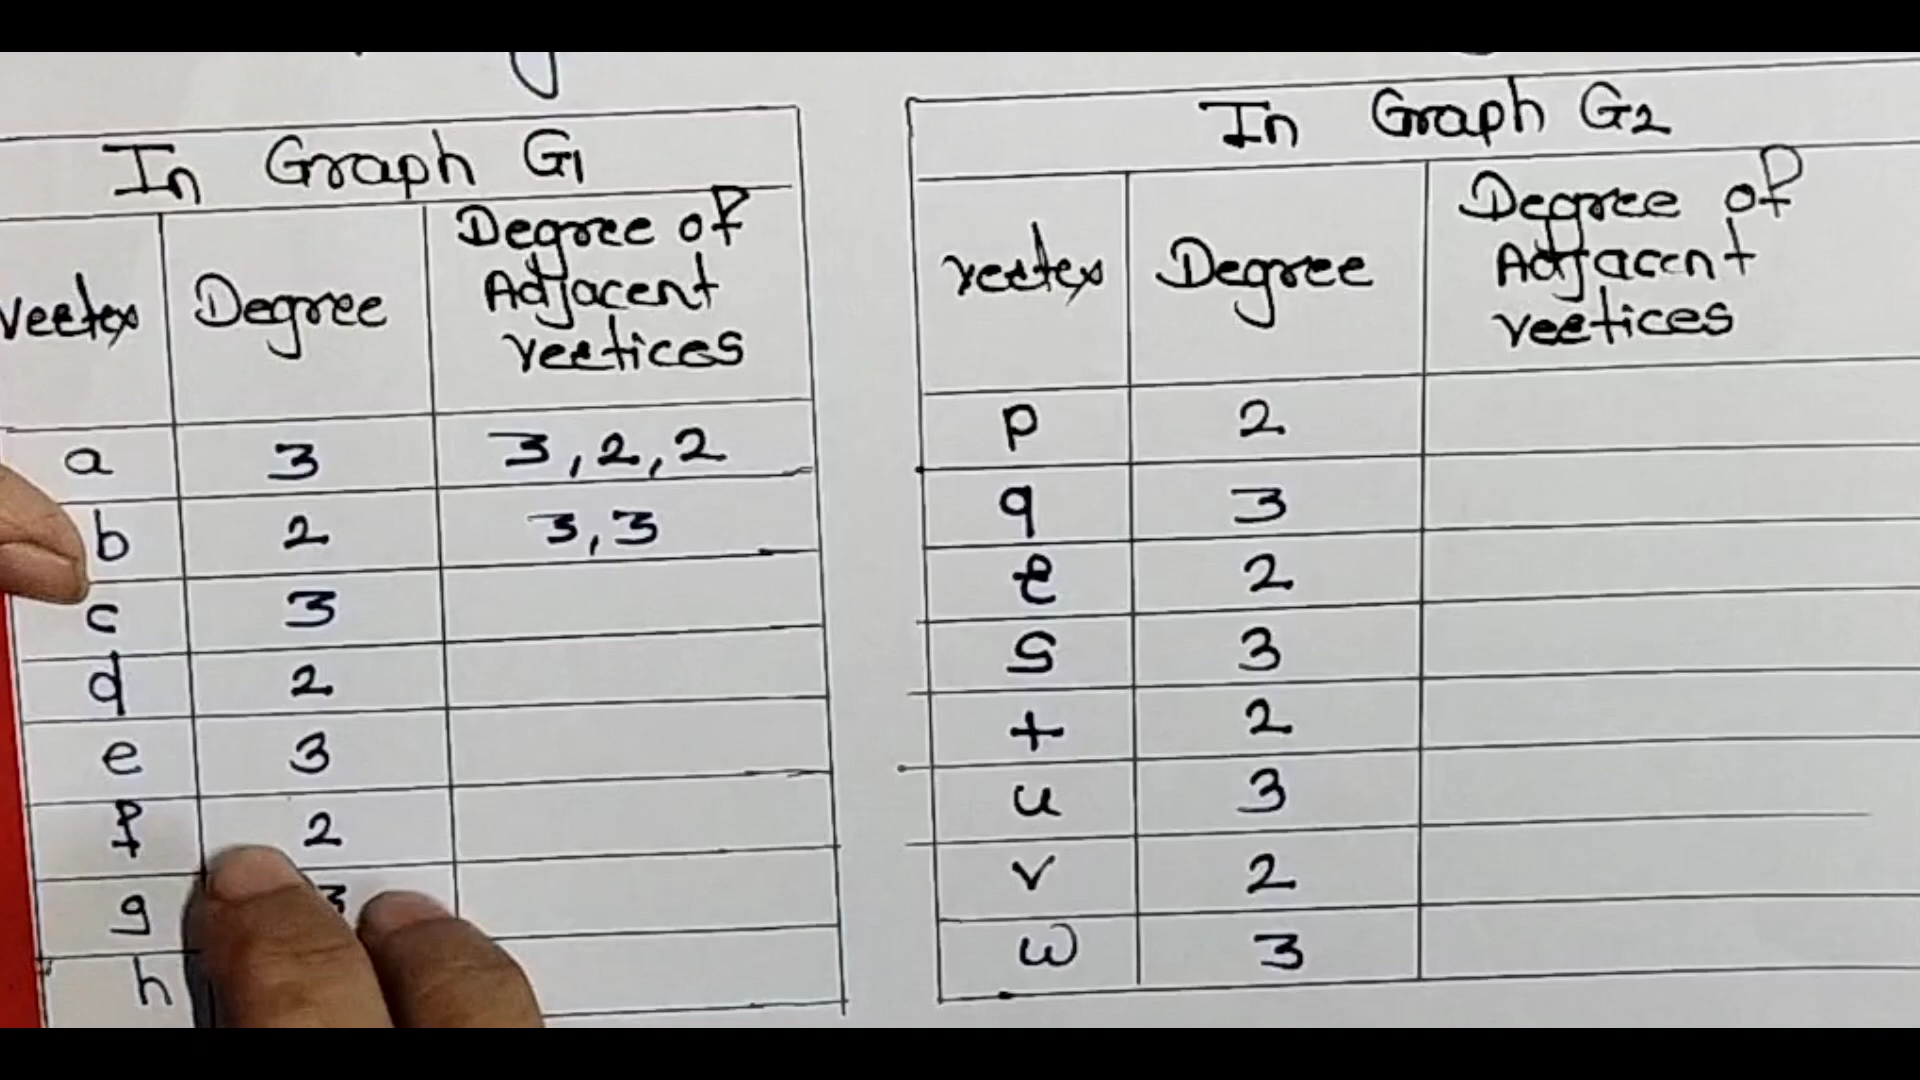 In Graph G1
Vertex Degree Degree of Adjacent vertices
a 3 3,2,2
b 2 3,3
c 3
d 2
e 3
f 2
g 3
h
In Graph G2
vertex Degree Degree of Adjacent vertices
p 2
q 3
r 2
s 3
t 2
u 3
v 2
w 3